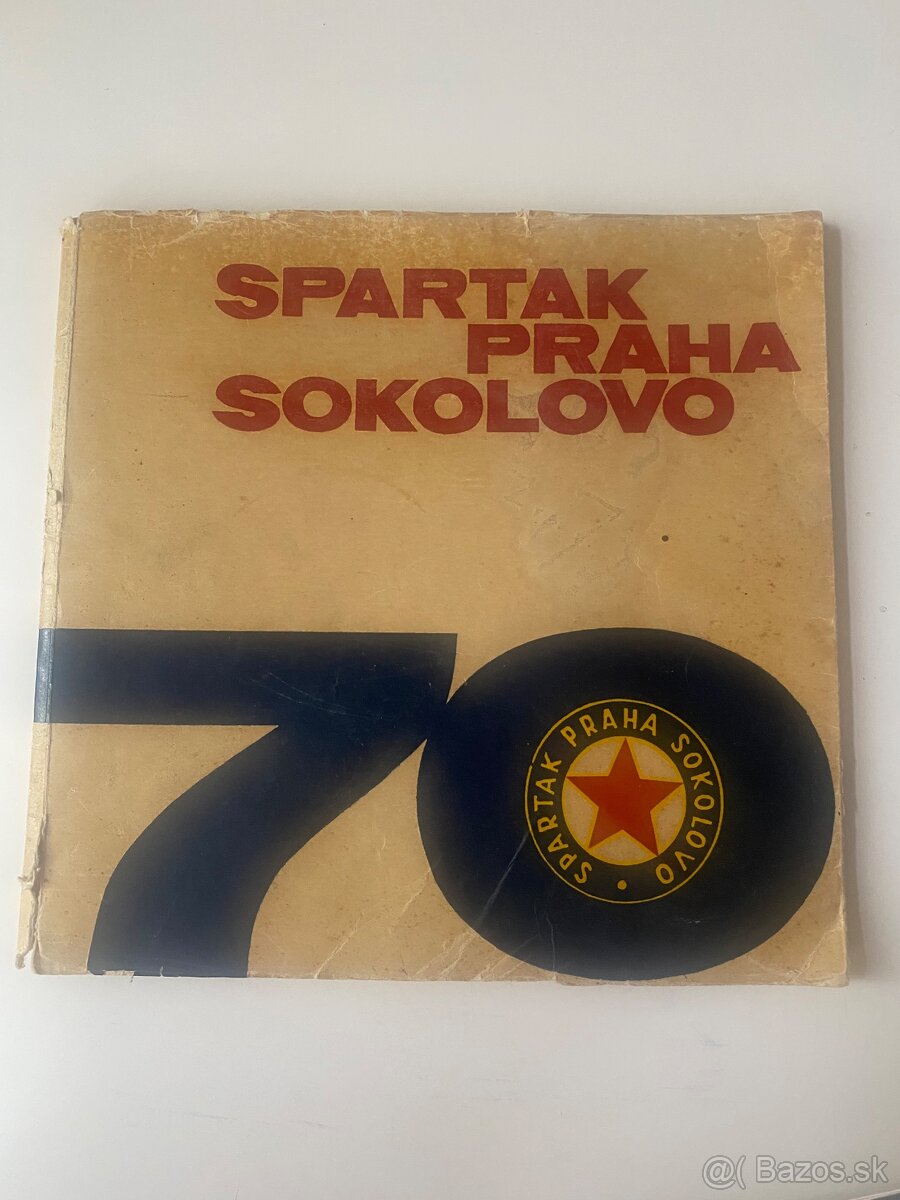 SPARTAK
PRAHA
SOKOLOVO
70
SPARTAK PRAHA SOKOLOVO •
@( Bazos.sk